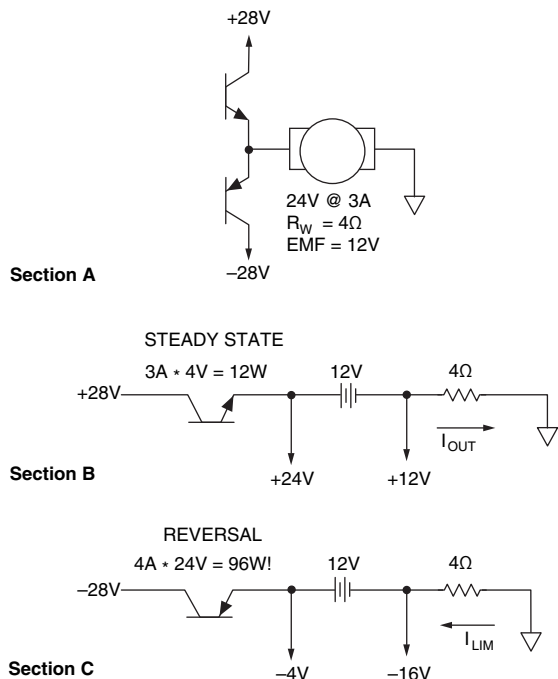 +28V
24V @ 3A
R_W = 4Ω
EMF = 12V
−28V
Section A
STEADY STATE
3A * 4V = 12W
12V
4Ω
+28V
I_OUT
+24V
+12V
Section B
REVERSAL
4A * 24V = 96W!
12V
4Ω
−28V
I_LIM
−4V
−16V
Section C